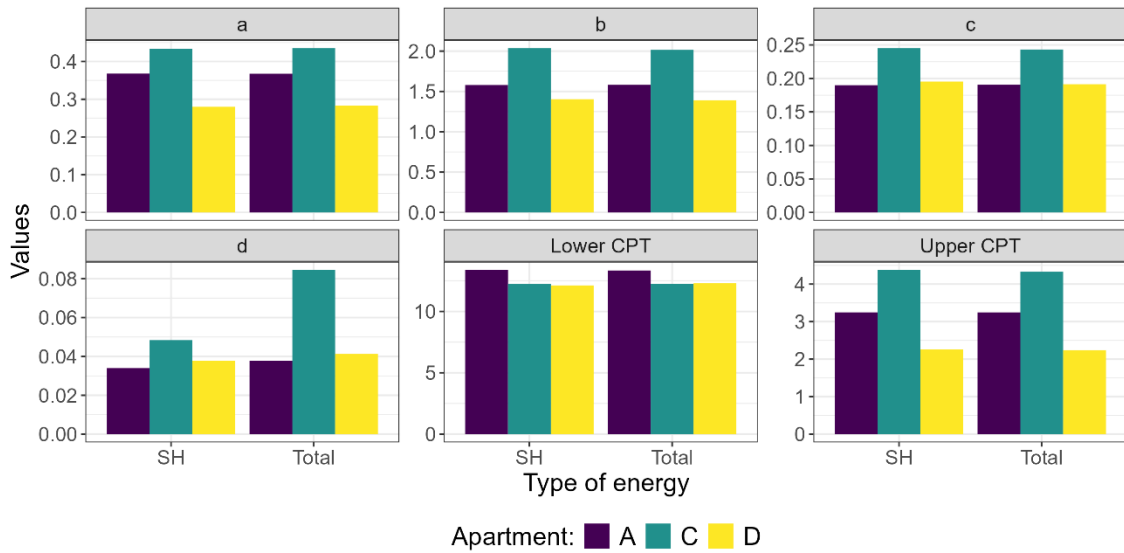 a
b
c
0.4
0.3
0.2
0.1
0.0
2.0
1.5
1.0
0.5
0.0
0.25
0.20
0.15
0.10
0.05
0.00
Values
d
Lower CPT
Upper CPT
0.08
0.06
0.04
0.02
0.00
10
5
0
4
3
2
1
0
SH Total
SH Total
SH Total
Type of energy
Apartment: A C D